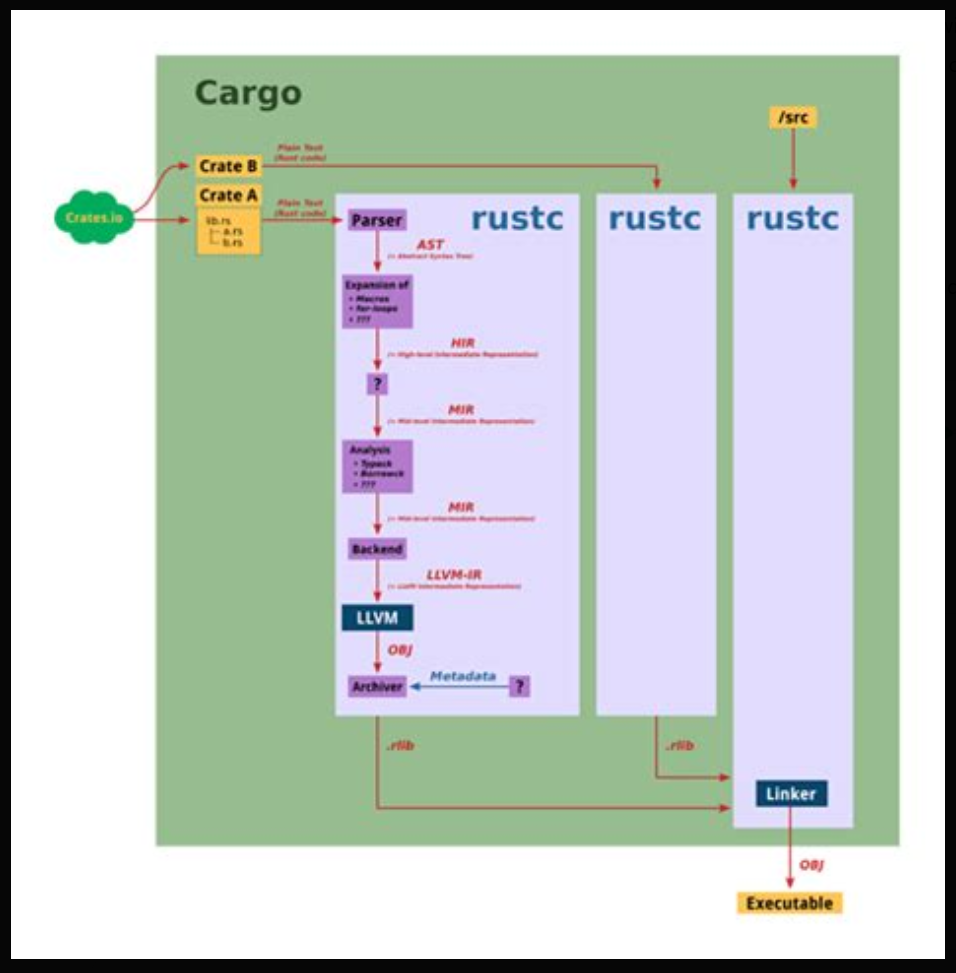 Cargo
/src
Plain Text
(Rust code)
Crate B
Crate A
Crates.io
lib.rs
a.rs
b.rs
Plain Text
(Rust code)
Parser
rustc
rustc
rustc
AST
(= Abstract Syntax Tree)
Expansion of
• Macros
• for-loops
• ???
HIR
(= High-level Intermediate Representation)
?
MIR
(= Mid-level Intermediate Representation)
Analysis
• Typeck
• Borrowck
• ???
MIR
(= Mid-level Intermediate Representation)
Backend
LLVM-IR
(= LLVM Intermediate Representation)
LLVM
OBJ
Archiver
Metadata
?
.rlib
.rlib
Linker
OBJ
Executable